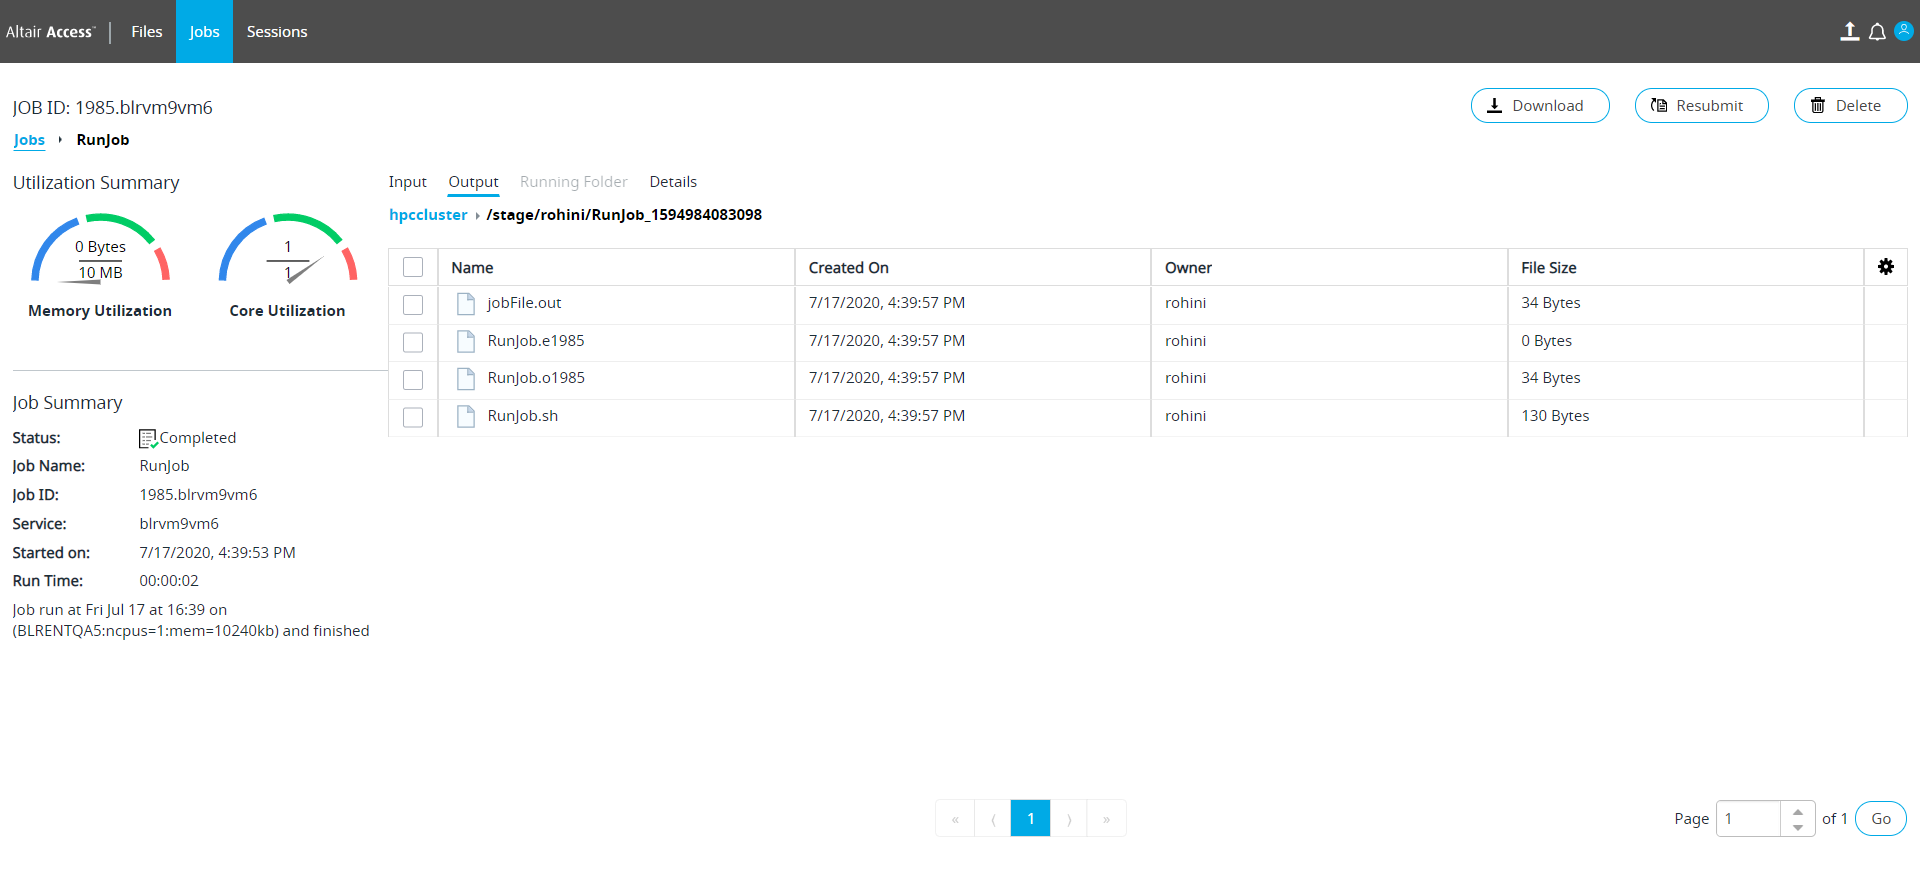 Altair Access™ Files Jobs Sessions
JOB ID: 1985.blrvm9vm6
Download Resubmit Delete
Jobs RunJob
Utilization Summary
0 Bytes
10 MB
Memory Utilization
1
1
Core Utilization
Input Output Running Folder Details
hpccluster /stage/rohini/RunJob_1594984083098
Name Created On Owner File Size
jobFile.out 7/17/2020, 4:39:57 PM rohini 34 Bytes
RunJob.e1985 7/17/2020, 4:39:57 PM rohini 0 Bytes
RunJob.o1985 7/17/2020, 4:39:57 PM rohini 34 Bytes
RunJob.sh 7/17/2020, 4:39:57 PM rohini 130 Bytes
Job Summary
Status: Completed
Job Name: RunJob
Job ID: 1985.blrvm9vm6
Service: blrvm9vm6
Started on: 7/17/2020, 4:39:53 PM
Run Time: 00:00:02
Job run at Fri Jul 17 at 16:39 on
(BLRENTQA5:ncpus=1:mem=10240kb) and finished
« ⟨ 1 ⟩ »
Page 1 of 1 Go